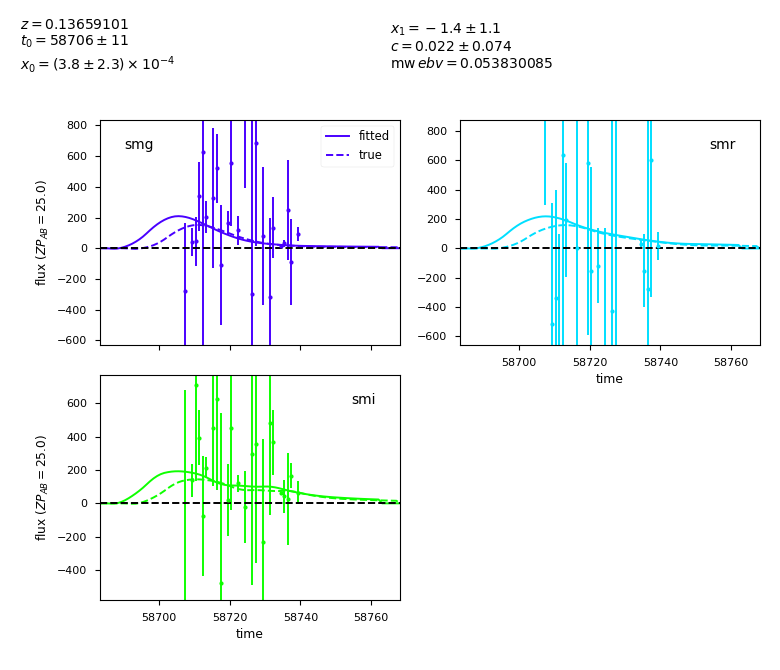 z = 0.13659101
t₀ = 58706 ± 11
x₀ = (3.8 ± 2.3) × 10⁻⁴
x₁ = −1.4 ± 1.1
c = 0.022 ± 0.074
mw ebv = 0.053830085
smg
fitted
true
flux (ZP_AB = 25.0)
800
600
400
200
0
−200
−400
−600
smr
800
600
400
200
0
−200
−400
−600
58700 58720 58740 58760
time
smi
flux (ZP_AB = 25.0)
600
400
200
0
−200
−400
58700 58720 58740 58760
time